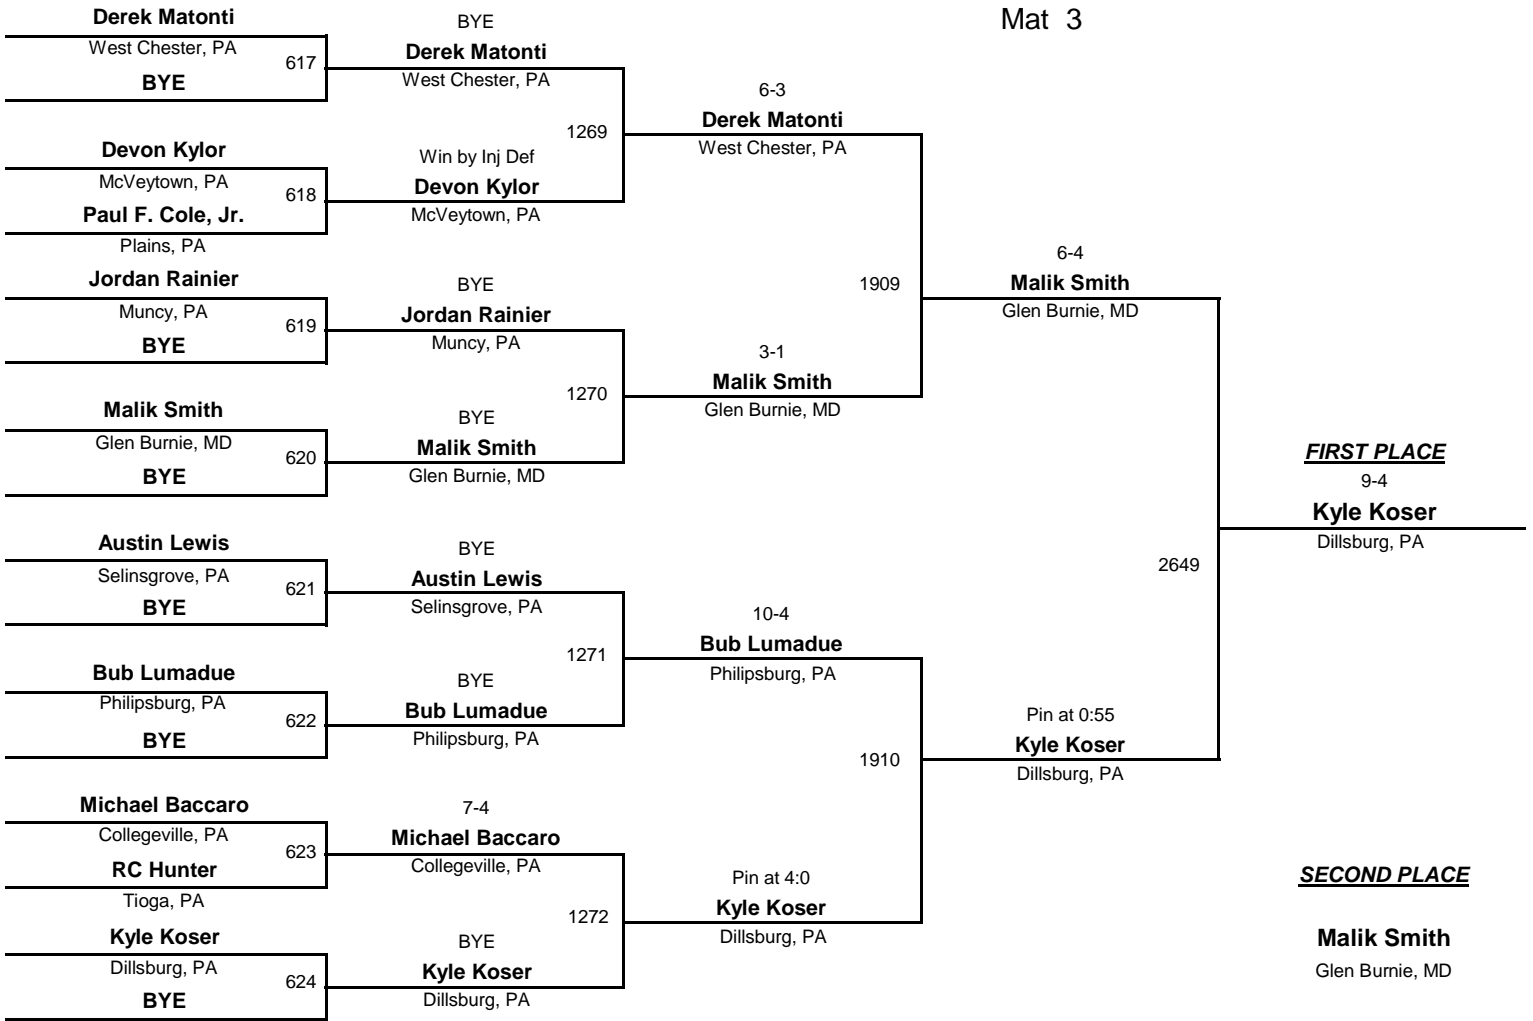 Mat 3
Derek Matonti
West Chester, PA
617
BYE
Devon Kylor
McVeytown, PA
618
Paul F. Cole, Jr.
Plains, PA
Jordan Rainier
Muncy, PA
619
BYE
Malik Smith
Glen Burnie, MD
620
BYE
Austin Lewis
Selinsgrove, PA
621
BYE
Bub Lumadue
Philipsburg, PA
622
BYE
Michael Baccaro
Collegeville, PA
623
RC Hunter
Tioga, PA
Kyle Koser
Dillsburg, PA
624
BYE
BYE
Derek Matonti
West Chester, PA
1269
Win by Inj Def
Devon Kylor
McVeytown, PA
BYE
Jordan Rainier
Muncy, PA
1270
BYE
Malik Smith
Glen Burnie, MD
BYE
Austin Lewis
Selinsgrove, PA
1271
BYE
Bub Lumadue
Philipsburg, PA
7-4
Michael Baccaro
Collegeville, PA
1272
BYE
Kyle Koser
Dillsburg, PA
6-3
Derek Matonti
West Chester, PA
1909
3-1
Malik Smith
Glen Burnie, MD
10-4
Bub Lumadue
Philipsburg, PA
1910
Pin at 4:0
Kyle Koser
Dillsburg, PA
6-4
Malik Smith
Glen Burnie, MD
2649
Pin at 0:55
Kyle Koser
Dillsburg, PA
FIRST PLACE
9-4
Kyle Koser
Dillsburg, PA
SECOND PLACE
Malik Smith
Glen Burnie, MD